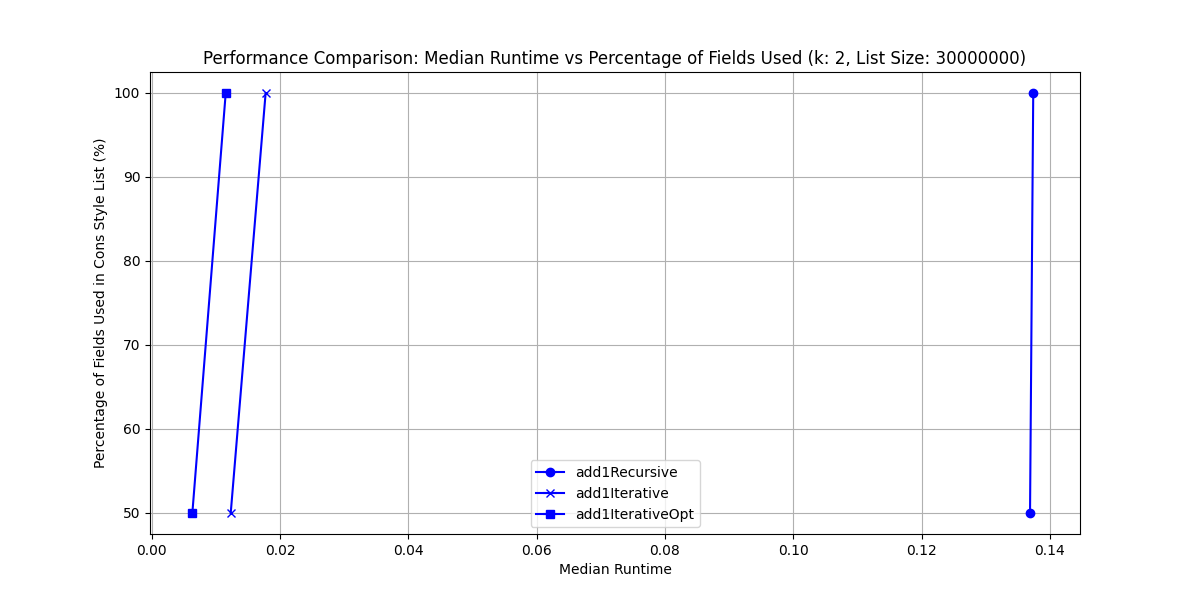 Performance Comparison: Median Runtime vs Percentage of Fields Used (k: 2, List Size: 30000000)
Percentage of Fields Used in Cons Style List (%)
100
90
80
70
60
50
add1Recursive
add1Iterative
add1IterativeOpt
0.00 0.02 0.04 0.06 0.08 0.10 0.12 0.14
Median Runtime